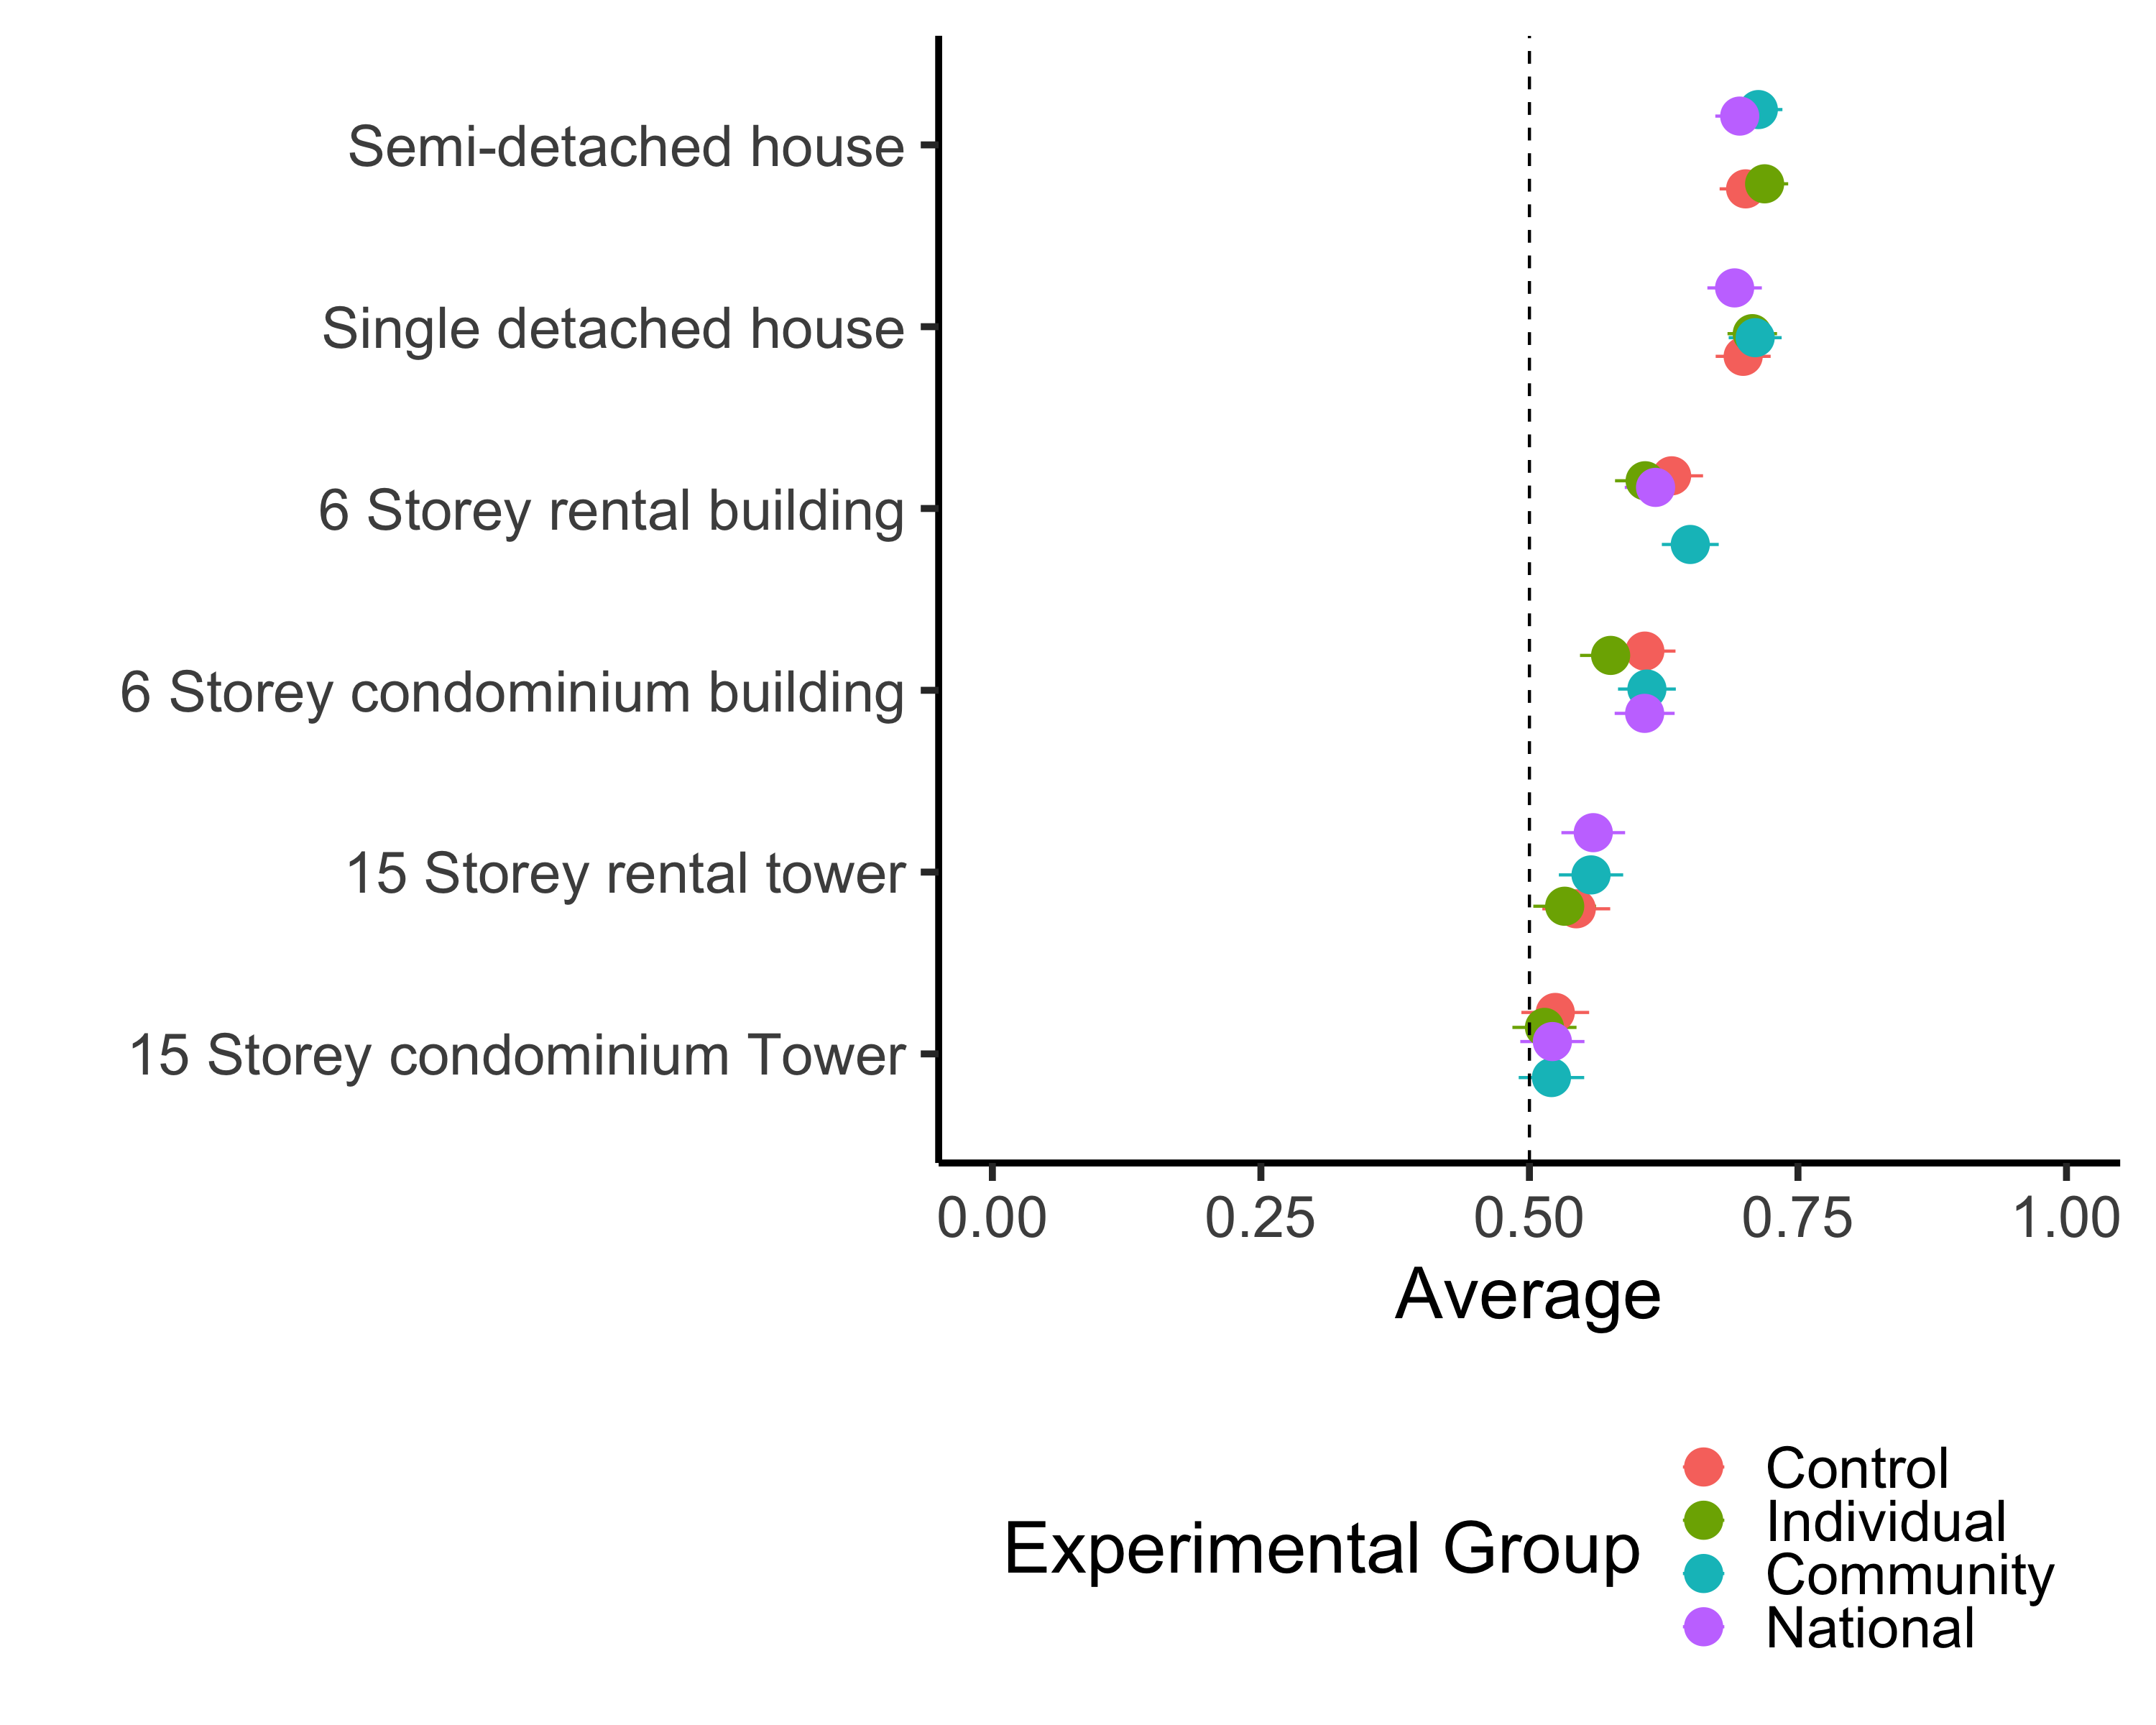 Semi-detached house
Single detached house
6 Storey rental building
6 Storey condominium building
15 Storey rental tower
15 Storey condominium Tower
0.00 0.25 0.50 0.75 1.00
Average
Experimental Group
Control
Individual
Community
National